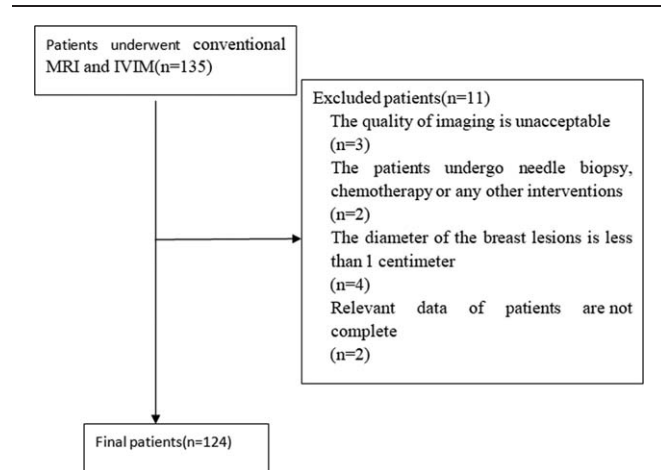 Patients underwent conventional
MRI and IVIM(n=135)
Excluded patients(n=11)
The quality of imaging is unacceptable
(n=3)
The patients undergo needle biopsy,
chemotherapy or any other interventions
(n=2)
The diameter of the breast lesions is less
than 1 centimeter
(n=4)
Relevant data of patients are not
complete
(n=2)
Final patients(n=124)